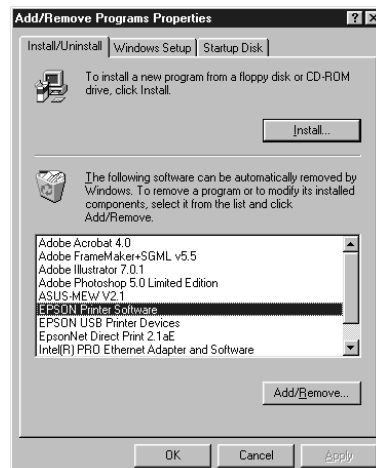 Add/Remove Programs Properties
Install/Uninstall Windows Setup Startup Disk
To install a new program from a floppy disk or CD-ROM
drive, click Install.
Install...
The following software can be automatically removed by
Windows. To remove a program or to modify its installed
components, select it from the list and click
Add/Remove.
Adobe Acrobat 4.0
Adobe FrameMaker+SGML v5.5
Adobe Illustrator 7.0.1
Adobe Photoshop 5.0 Limited Edition
ASUS-MEW V2.1
EPSON Printer Software
EPSON USB Printer Devices
EpsonNet Direct Print 2.1aE
Intel(R) PRO Ethernet Adapter and Software
Add/Remove...
OK Cancel Apply